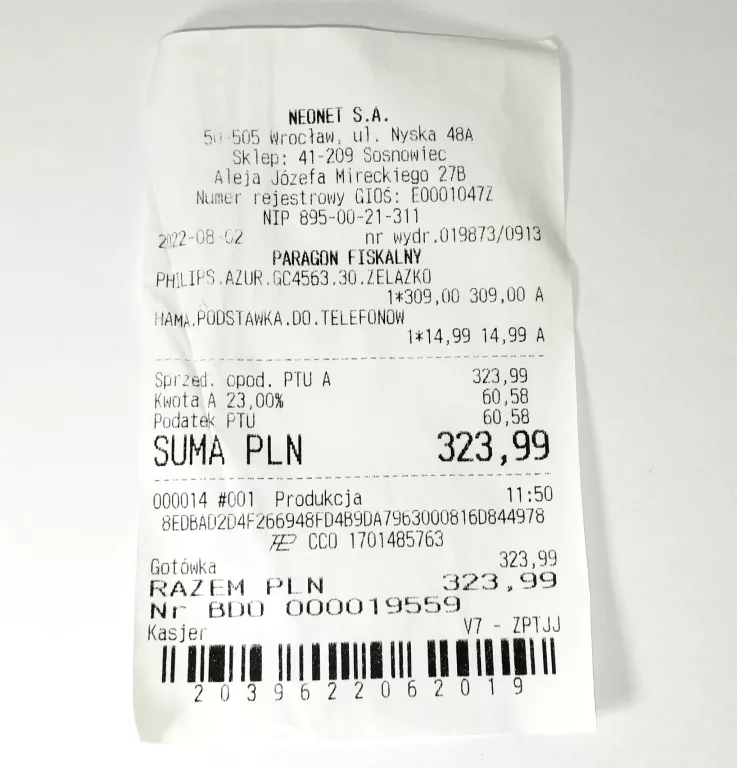 NEONET S.A.
50-505 Wrocław, ul. Nyska 48A
Sklep: 41-209 Sosnowiec
Aleja Józefa Mireckiego 27B
Numer rejestrowy GIOŚ: E0001047Z
NIP 895-00-21-311
2022-08-02 nr wydr.019873/0913
PARAGON FISKALNY
PHILIPS.AZUR.GC4563.30.ŻELAZKO
1*309,00 309,00 A
HAMA.PODSTAWKA.DO.TELEFONÓW
1*14,99 14,99 A
Sprzed. opod. PTU A 323,99
Kwota A 23,00% 60,58
Podatek PTU 60,58
SUMA PLN 323,99
000014 #001 Produkcja 11:50
8EDBAD2D4F266948FD4B9DA7963000816D844978
CCO 1701485763
Gotówka 323,99
RAZEM PLN 323,99
Nr BDO 000019559
Kasjer V7 - ZPTJJ
2039622062019